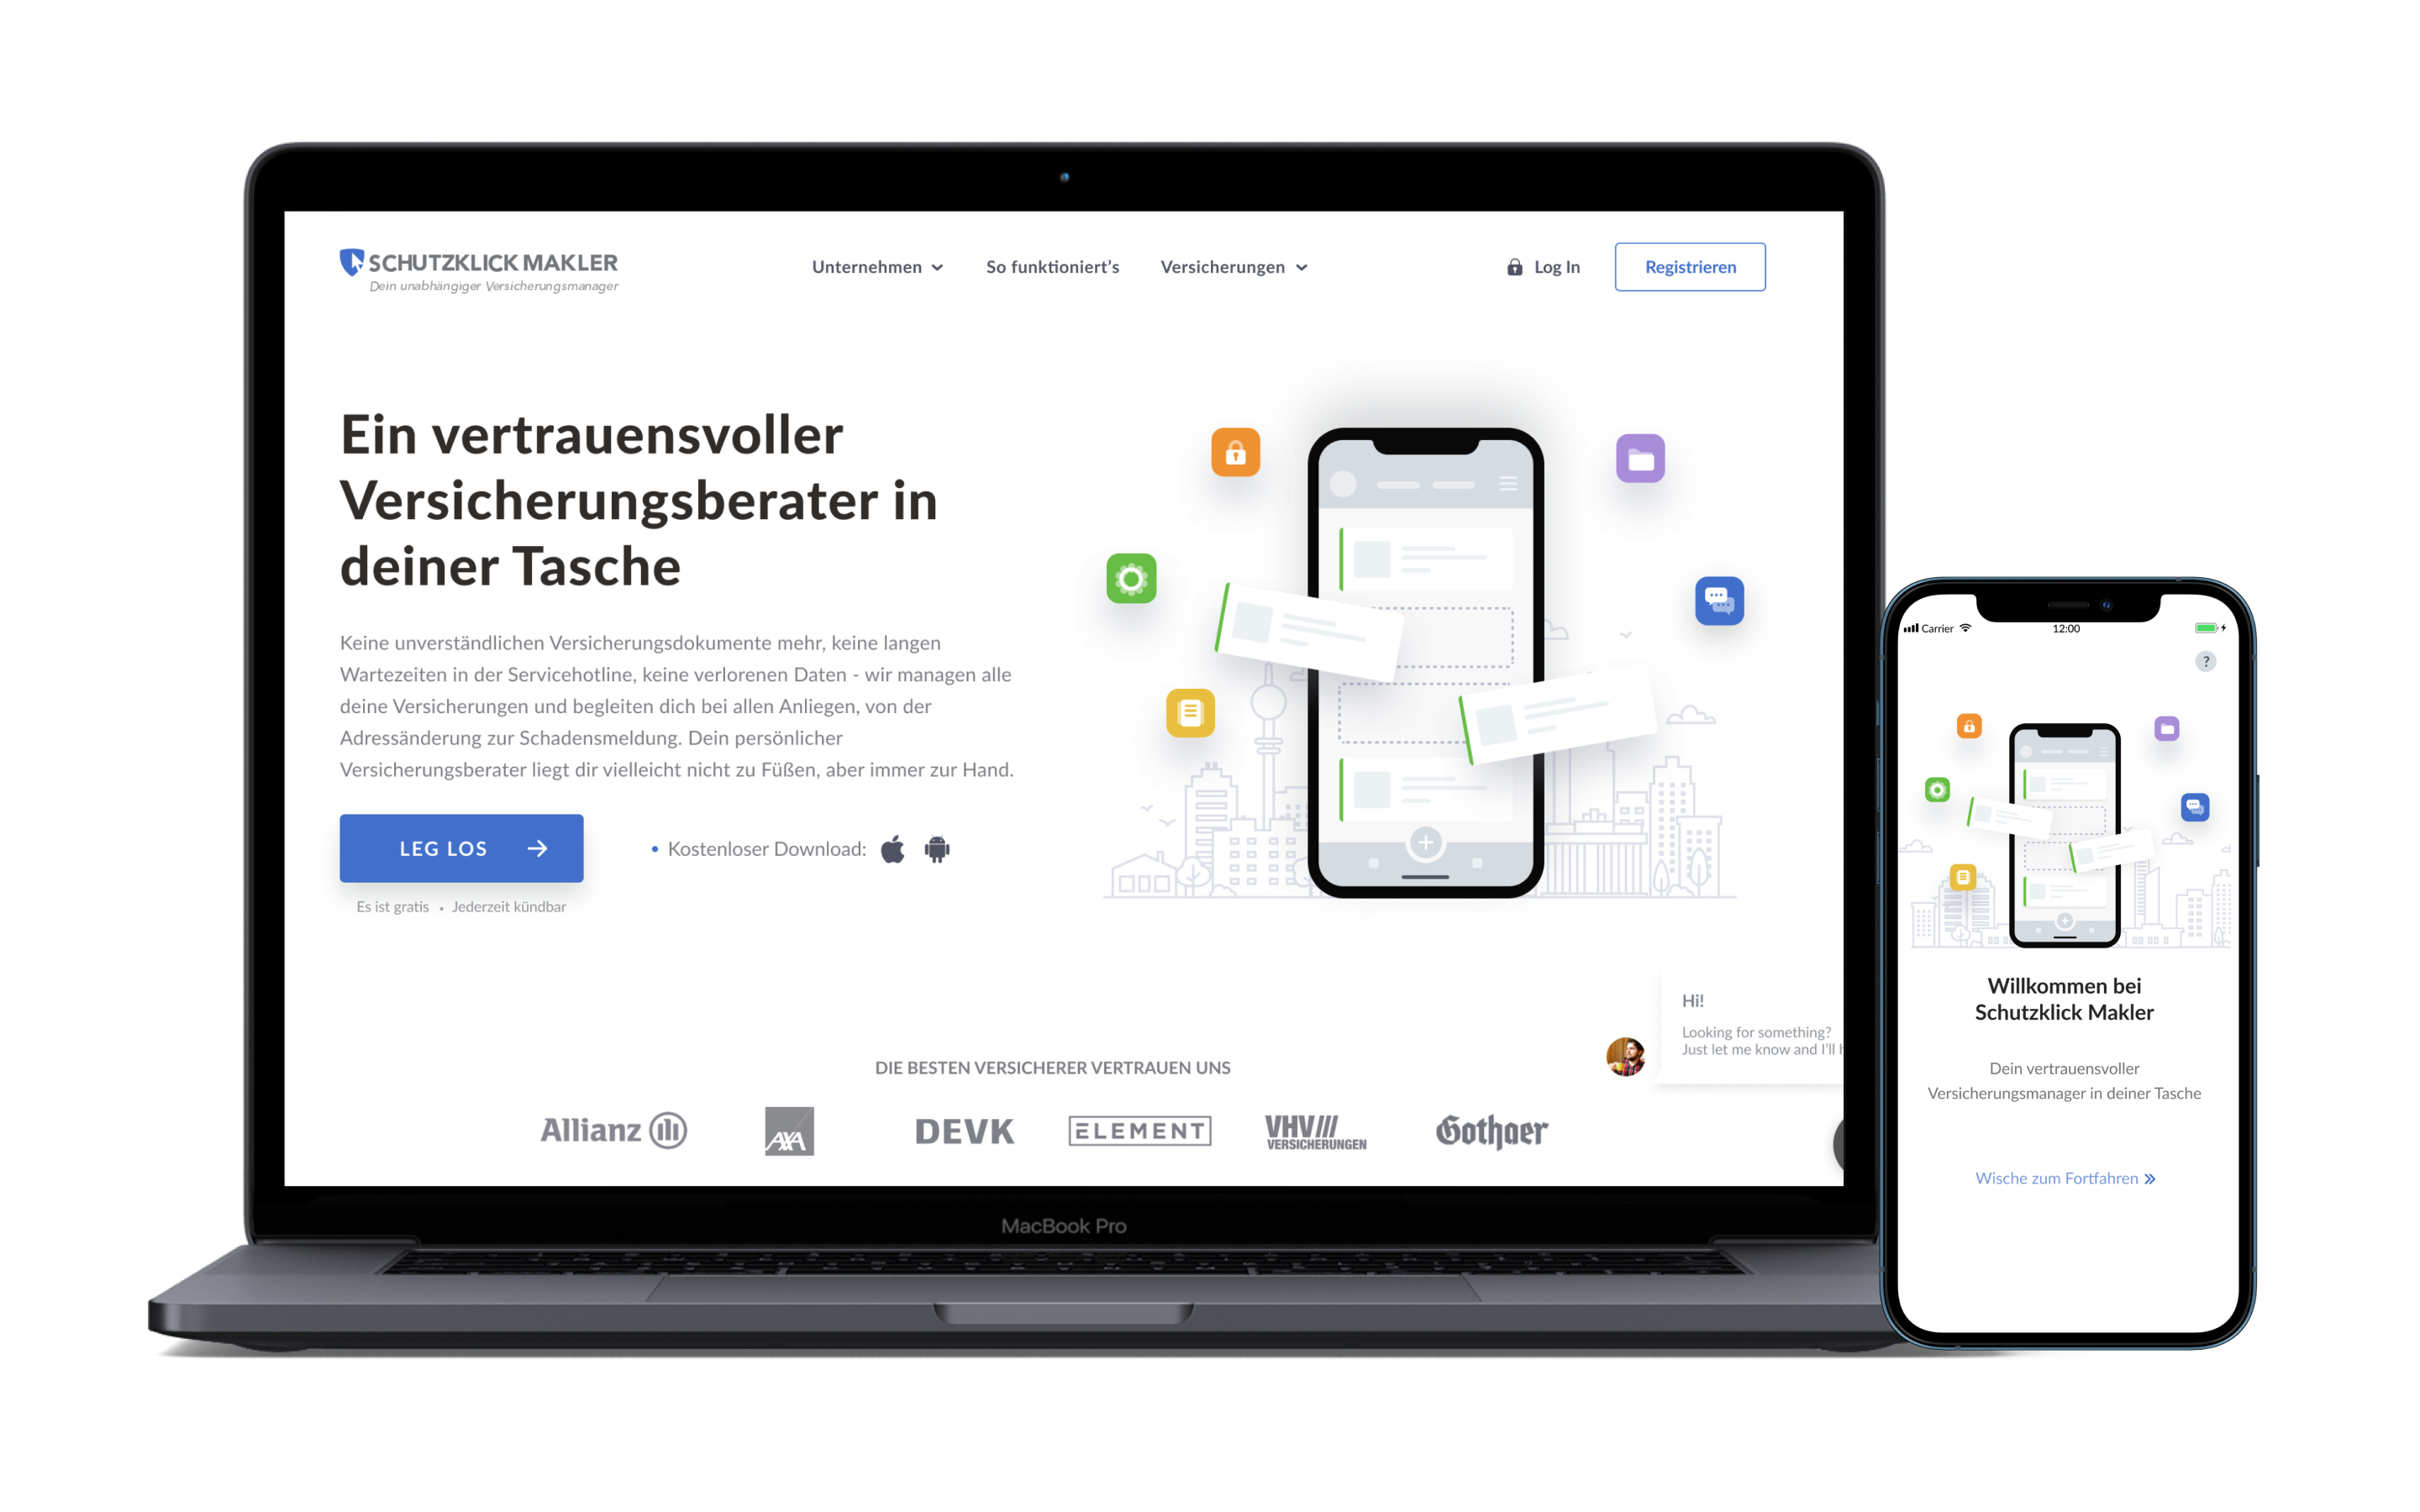 SCHUTZKLICK MAKLER
Dein unabhängiger Versicherungsmanager
Unternehmen
So funktioniert's
Versicherungen
Log In
Registrieren
Ein vertrauensvoller
Versicherungsberater in
deiner Tasche
Keine unverständlichen Versicherungsdokumente mehr, keine langen
Wartezeiten in der Servicehotline, keine verlorenen Daten - wir managen alle
deine Versicherungen und begleiten dich bei allen Anliegen, von der
Adressänderung zur Schadensmeldung. Dein persönlicher
Versicherungsberater liegt dir vielleicht nicht zu Füßen, aber immer zur Hand.
LEG LOS →
• Kostenloser Download:
Es ist gratis • Jederzeit kündbar
Hi!
Looking for something?
Just let me know and I'll
DIE BESTEN VERSICHERER VERTRAUEN UNS
Allianz
AXA
DEVK
ELEMENT
VHV///
VERSICHERUNGEN
Gothaer
MacBook Pro
Carrier
12:00
?
Willkommen bei
Schutzklick Makler
Dein vertrauensvoller
Versicherungsmanager in deiner Tasche
Wische zum Fortfahren »